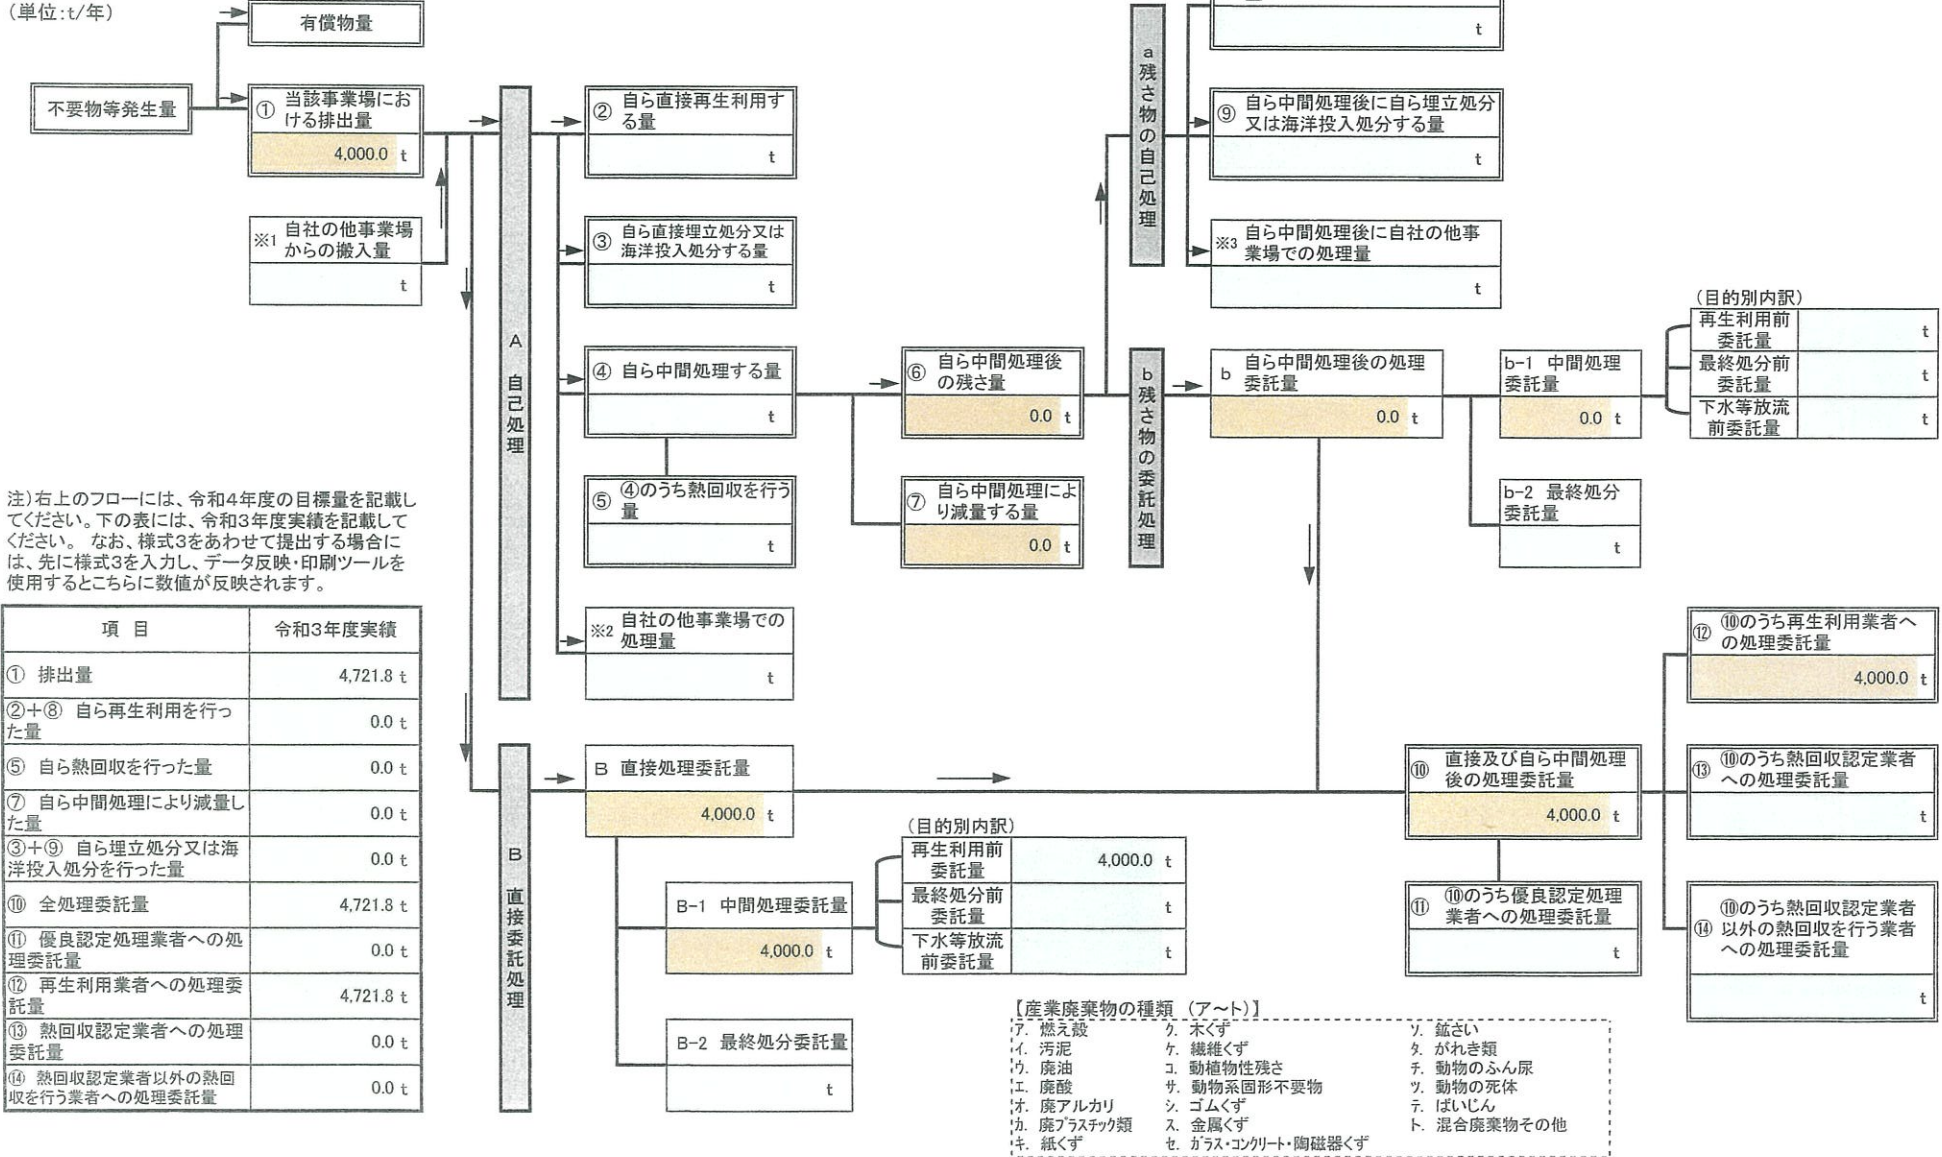 (単位:t/年)
有償物量
不要物等発生量
① 当該事業場にお
ける排出量
4,000.0 t
※1 自社の他事業場
からの搬入量
t
A 自己処理
② 自ら直接再生利用す
る量
t
③ 自ら直接埋立処分又は
海洋投入処分する量
t
④ 自ら中間処理する量
t
⑤ ④のうち熱回収を行う
量
t
※2 自社の他事業場での
処理量
t
⑥ 自ら中間処理後
の残さ量
0.0 t
⑦ 自ら中間処理によ
り減量する量
0.0 t
a 残さ物の自己処理
t
⑨ 自ら中間処理後に自ら埋立処分
又は海洋投入処分する量
t
※3 自ら中間処理後に自社の他事
業場での処理量
t
b 残さ物の委託処理
b 自ら中間処理後の処理
委託量
0.0 t
b-1 中間処理
委託量
0.0 t
(目的別内訳)
再生利用前
委託量
t
最終処分前
委託量
t
下水等放流
前委託量
t
b-2 最終処分
委託量
t
注)右上のフローには、令和4年度の目標量を記載し
てください。下の表には、令和3年度実績を記載して
ください。 なお、様式3をあわせて提出する場合に
は、先に様式3を入力し、データ反映・印刷ツールを
使用するとこちらに数値が反映されます。
項 目 令和3年度実績
① 排出量 4,721.8 t
②+⑧ 自ら再生利用を行っ
た量 0.0 t
⑤ 自ら熱回収を行った量 0.0 t
⑦ 自ら中間処理により減量し
た量 0.0 t
③+⑨ 自ら埋立処分又は海
洋投入処分を行った量 0.0 t
⑩ 全処理委託量 4,721.8 t
⑪ 優良認定処理業者への処
理委託量 0.0 t
⑫ 再生利用業者への処理委
託量 4,721.8 t
⑬ 熱回収認定業者への処理
委託量 0.0 t
⑭ 熱回収認定業者以外の熱回
収を行う業者への処理委託量 0.0 t
B 直接委託処理
B 直接処理委託量
4,000.0 t
B-1 中間処理委託量
4,000.0 t
(目的別内訳)
再生利用前
委託量
4,000.0 t
最終処分前
委託量
t
下水等放流
前委託量
t
B-2 最終処分委託量
t
⑩ 直接及び自ら中間処理
後の処理委託量
4,000.0 t
⑪ ⑩のうち優良認定処理
業者への処理委託量
t
⑫ ⑩のうち再生利用業者へ
の処理委託量
4,000.0 t
⑬ ⑩のうち熱回収認定業者
への処理委託量
t
⑭ ⑩のうち熱回収認定業者
以外の熱回収を行う業者
への処理委託量
t
【産業廃棄物の種類 (ア~ト)】
ア. 燃え殻 ク. 木くず ソ. 鉱さい
イ. 汚泥 ケ. 繊維くず タ. がれき類
ウ. 廃油 コ. 動植物性残さ チ. 動物のふん尿
エ. 廃酸 サ. 動物系固形不要物 ツ. 動物の死体
オ. 廃アルカリ シ. ゴムくず テ. ばいじん
カ. 廃プラスチック類 ス. 金属くず ト. 混合廃棄物その他
キ. 紙くず セ. ガラス・コンクリート・陶磁器くず